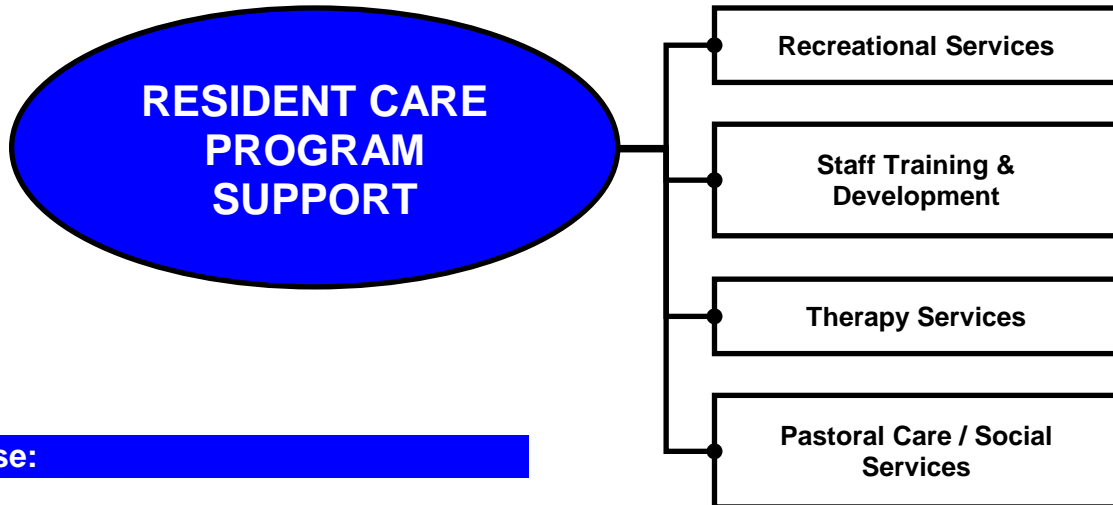 RESIDENT CARE
PROGRAM
SUPPORT
Recreational Services
Staff Training &
Development
Therapy Services
Pastoral Care / Social
Services
se: